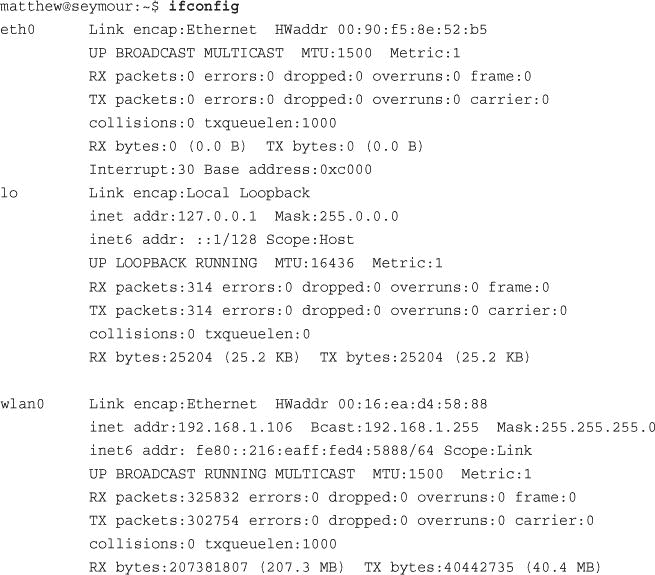 matthew@seymour:~$ ifconfig
eth0 Link encap:Ethernet HWaddr 00:90:f5:8e:52:b5
UP BROADCAST MULTICAST MTU:1500 Metric:1
RX packets:0 errors:0 dropped:0 overruns:0 frame:0
TX packets:0 errors:0 dropped:0 overruns:0 carrier:0
collisions:0 txqueuelen:1000
RX bytes:0 (0.0 B) TX bytes:0 (0.0 B)
Interrupt:30 Base address:0xc000
lo Link encap:Local Loopback
inet addr:127.0.0.1 Mask:255.0.0.0
inet6 addr: ::1/128 Scope:Host
UP LOOPBACK RUNNING MTU:16436 Metric:1
RX packets:314 errors:0 dropped:0 overruns:0 frame:0
TX packets:314 errors:0 dropped:0 overruns:0 carrier:0
collisions:0 txqueuelen:0
RX bytes:25204 (25.2 KB) TX bytes:25204 (25.2 KB)
wlan0 Link encap:Ethernet HWaddr 00:16:ea:d4:58:88
inet addr:192.168.1.106 Bcast:192.168.1.255 Mask:255.255.255.0
inet6 addr: fe80::216:eaff:fed4:5888/64 Scope:Link
UP BROADCAST RUNNING MULTICAST MTU:1500 Metric:1
RX packets:325832 errors:0 dropped:0 overruns:0 frame:0
TX packets:302754 errors:0 dropped:0 overruns:0 carrier:0
collisions:0 txqueuelen:1000
RX bytes:207381807 (207.3 MB) TX bytes:40442735 (40.4 MB)